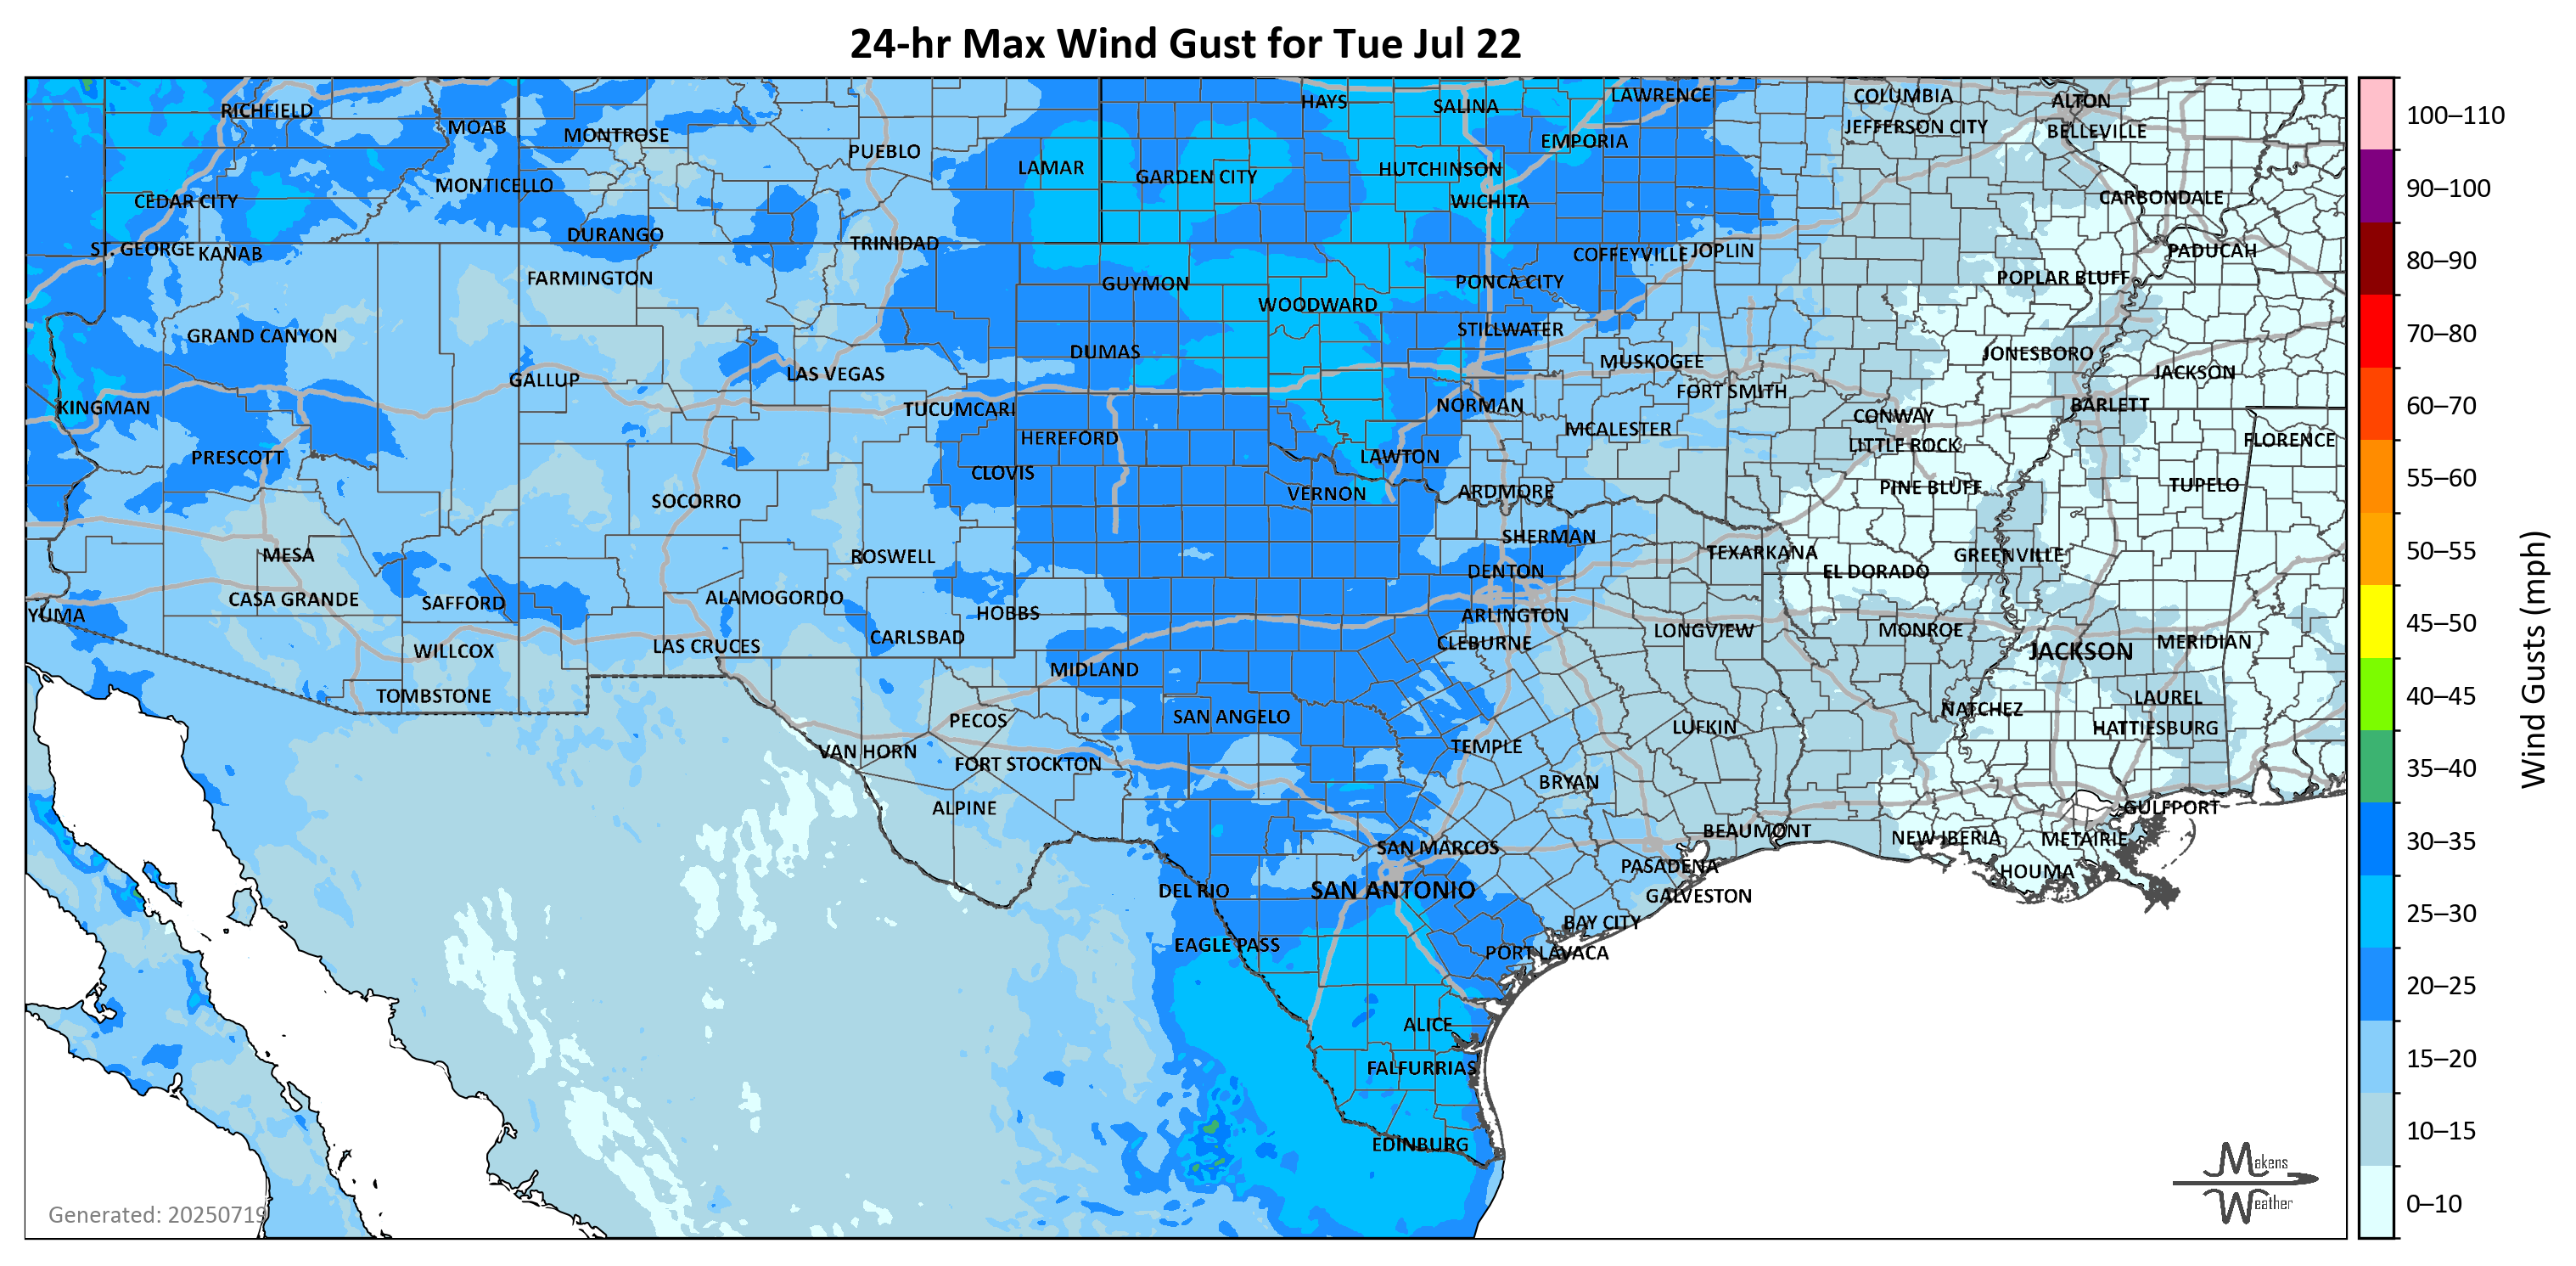 24-hr Max Wind Gust for Tue Jul 22
RICHFIELD
MOAB
MONTROSE
PUEBLO
LAMAR
HAYS
SALINA
LAWRENCE
COLUMBIA
ALTON
JEFFERSON CITY
BELLEVILLE
EMPORIA
HUTCHINSON
GARDEN CITY
MONTICELLO
CEDAR CITY
WICHITA
CARBONDALE
DURANGO
TRINIDAD
ST. GEORGE
KANAB
COFFEYVILLE
JOPLIN
PADUCAH
FARMINGTON
GUYMON
PONCA CITY
POPLAR BLUFF
WOODWARD
GRAND CANYON
STILLWATER
DUMAS
JONESBORO
MUSKOGEE
GALLUP
LAS VEGAS
JACKSON
FORT SMITH
KINGMAN
TUCUMCARI
NORMAN
BARLETT
CONWAY
MCALESTER
HEREFORD
LITTLE ROCK
FLORENCE
PRESCOTT
LAWTON
CLOVIS
TUPELO
PINE BLUFF
VERNON
ARDMORE
SOCORRO
SHERMAN
MESA
ROSWELL
TEXARKANA
GREENVILLE
DENTON
EL DORADO
CASA GRANDE
SAFFORD
ALAMOGORDO
HOBBS
YUMA
ARLINGTON
CARLSBAD
LONGVIEW
MONROE
LAS CRUCES
CLEBURNE
MERIDIAN
WILLCOX
JACKSON
MIDLAND
TOMBSTONE
LAUREL
NATCHEZ
PECOS
SAN ANGELO
LUFKIN
HATTIESBURG
VAN HORN
TEMPLE
FORT STOCKTON
BRYAN
ALPINE
GULFPORT
BEAUMONT
NEW IBERIA
METAIRIE
SAN MARCOS
PASADENA
HOUMA
DEL RIO
SAN ANTONIO
GALVESTON
BAY CITY
EAGLE PASS
PORT LAVACA
ALICE
FALFURRIAS
EDINBURG
Generated: 20250719
Makens
Weather
100–110
90–100
80–90
70–80
60–70
55–60
50–55
45–50
40–45
35–40
30–35
25–30
20–25
15–20
10–15
0–10
Wind Gusts (mph)